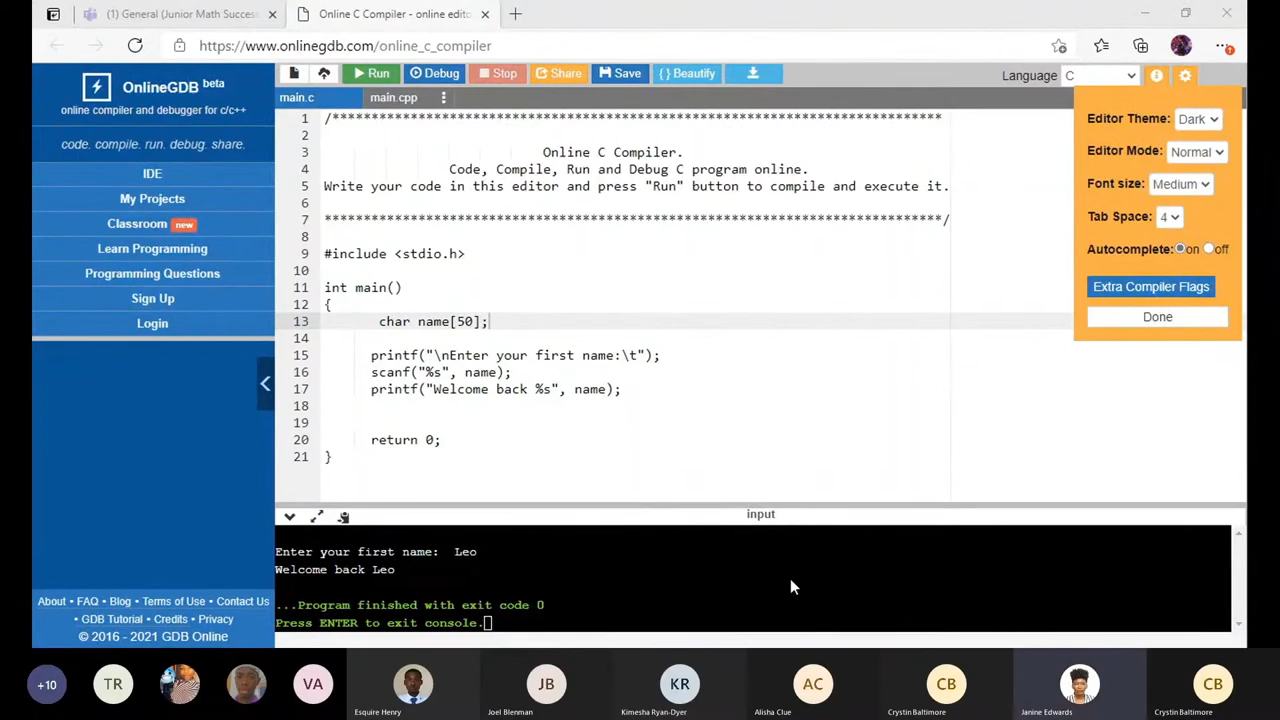 (1) General (Junior Math Success
Online C Compiler - online edito
https://www.onlinegdb.com/online_c_compiler
OnlineGDB beta
online compiler and debugger for c/c++
code. compile. run. debug. share.
IDE
My Projects
Classroom new
Learn Programming
Programming Questions
Sign Up
Login
About • FAQ • Blog • Terms of Use • Contact Us
• GDB Tutorial • Credits • Privacy
© 2016 - 2021 GDB Online
Run Debug Stop Share Save { } Beautify
Language C
main.c main.cpp
Editor Theme: Dark
Editor Mode: Normal
Font size: Medium
Tab Space: 4
Autocomplete: on off
Extra Compiler Flags
Done
1 /******************************************************************************
2
3 Online C Compiler.
4 Code, Compile, Run and Debug C program online.
5 Write your code in this editor and press "Run" button to compile and execute it.
6
7 *******************************************************************************/
8
9 #include <stdio.h>
10
11 int main()
12 {
13 char name[50];
14
15 printf("\nEnter your first name:\t");
16 scanf("%s", name);
17 printf("Welcome back %s", name);
18
19
20 return 0;
21 }
input
Enter your first name: Leo
Welcome back Leo
...Program finished with exit code 0
Press ENTER to exit console.
+10
TR
VA
Esquire Henry
JB
Joel Blenman
KR
Kimesha Ryan-Dyer
AC
Alisha Clue
CB
Crystin Baltimore
Janine Edwards
CB
Crystin Baltimore